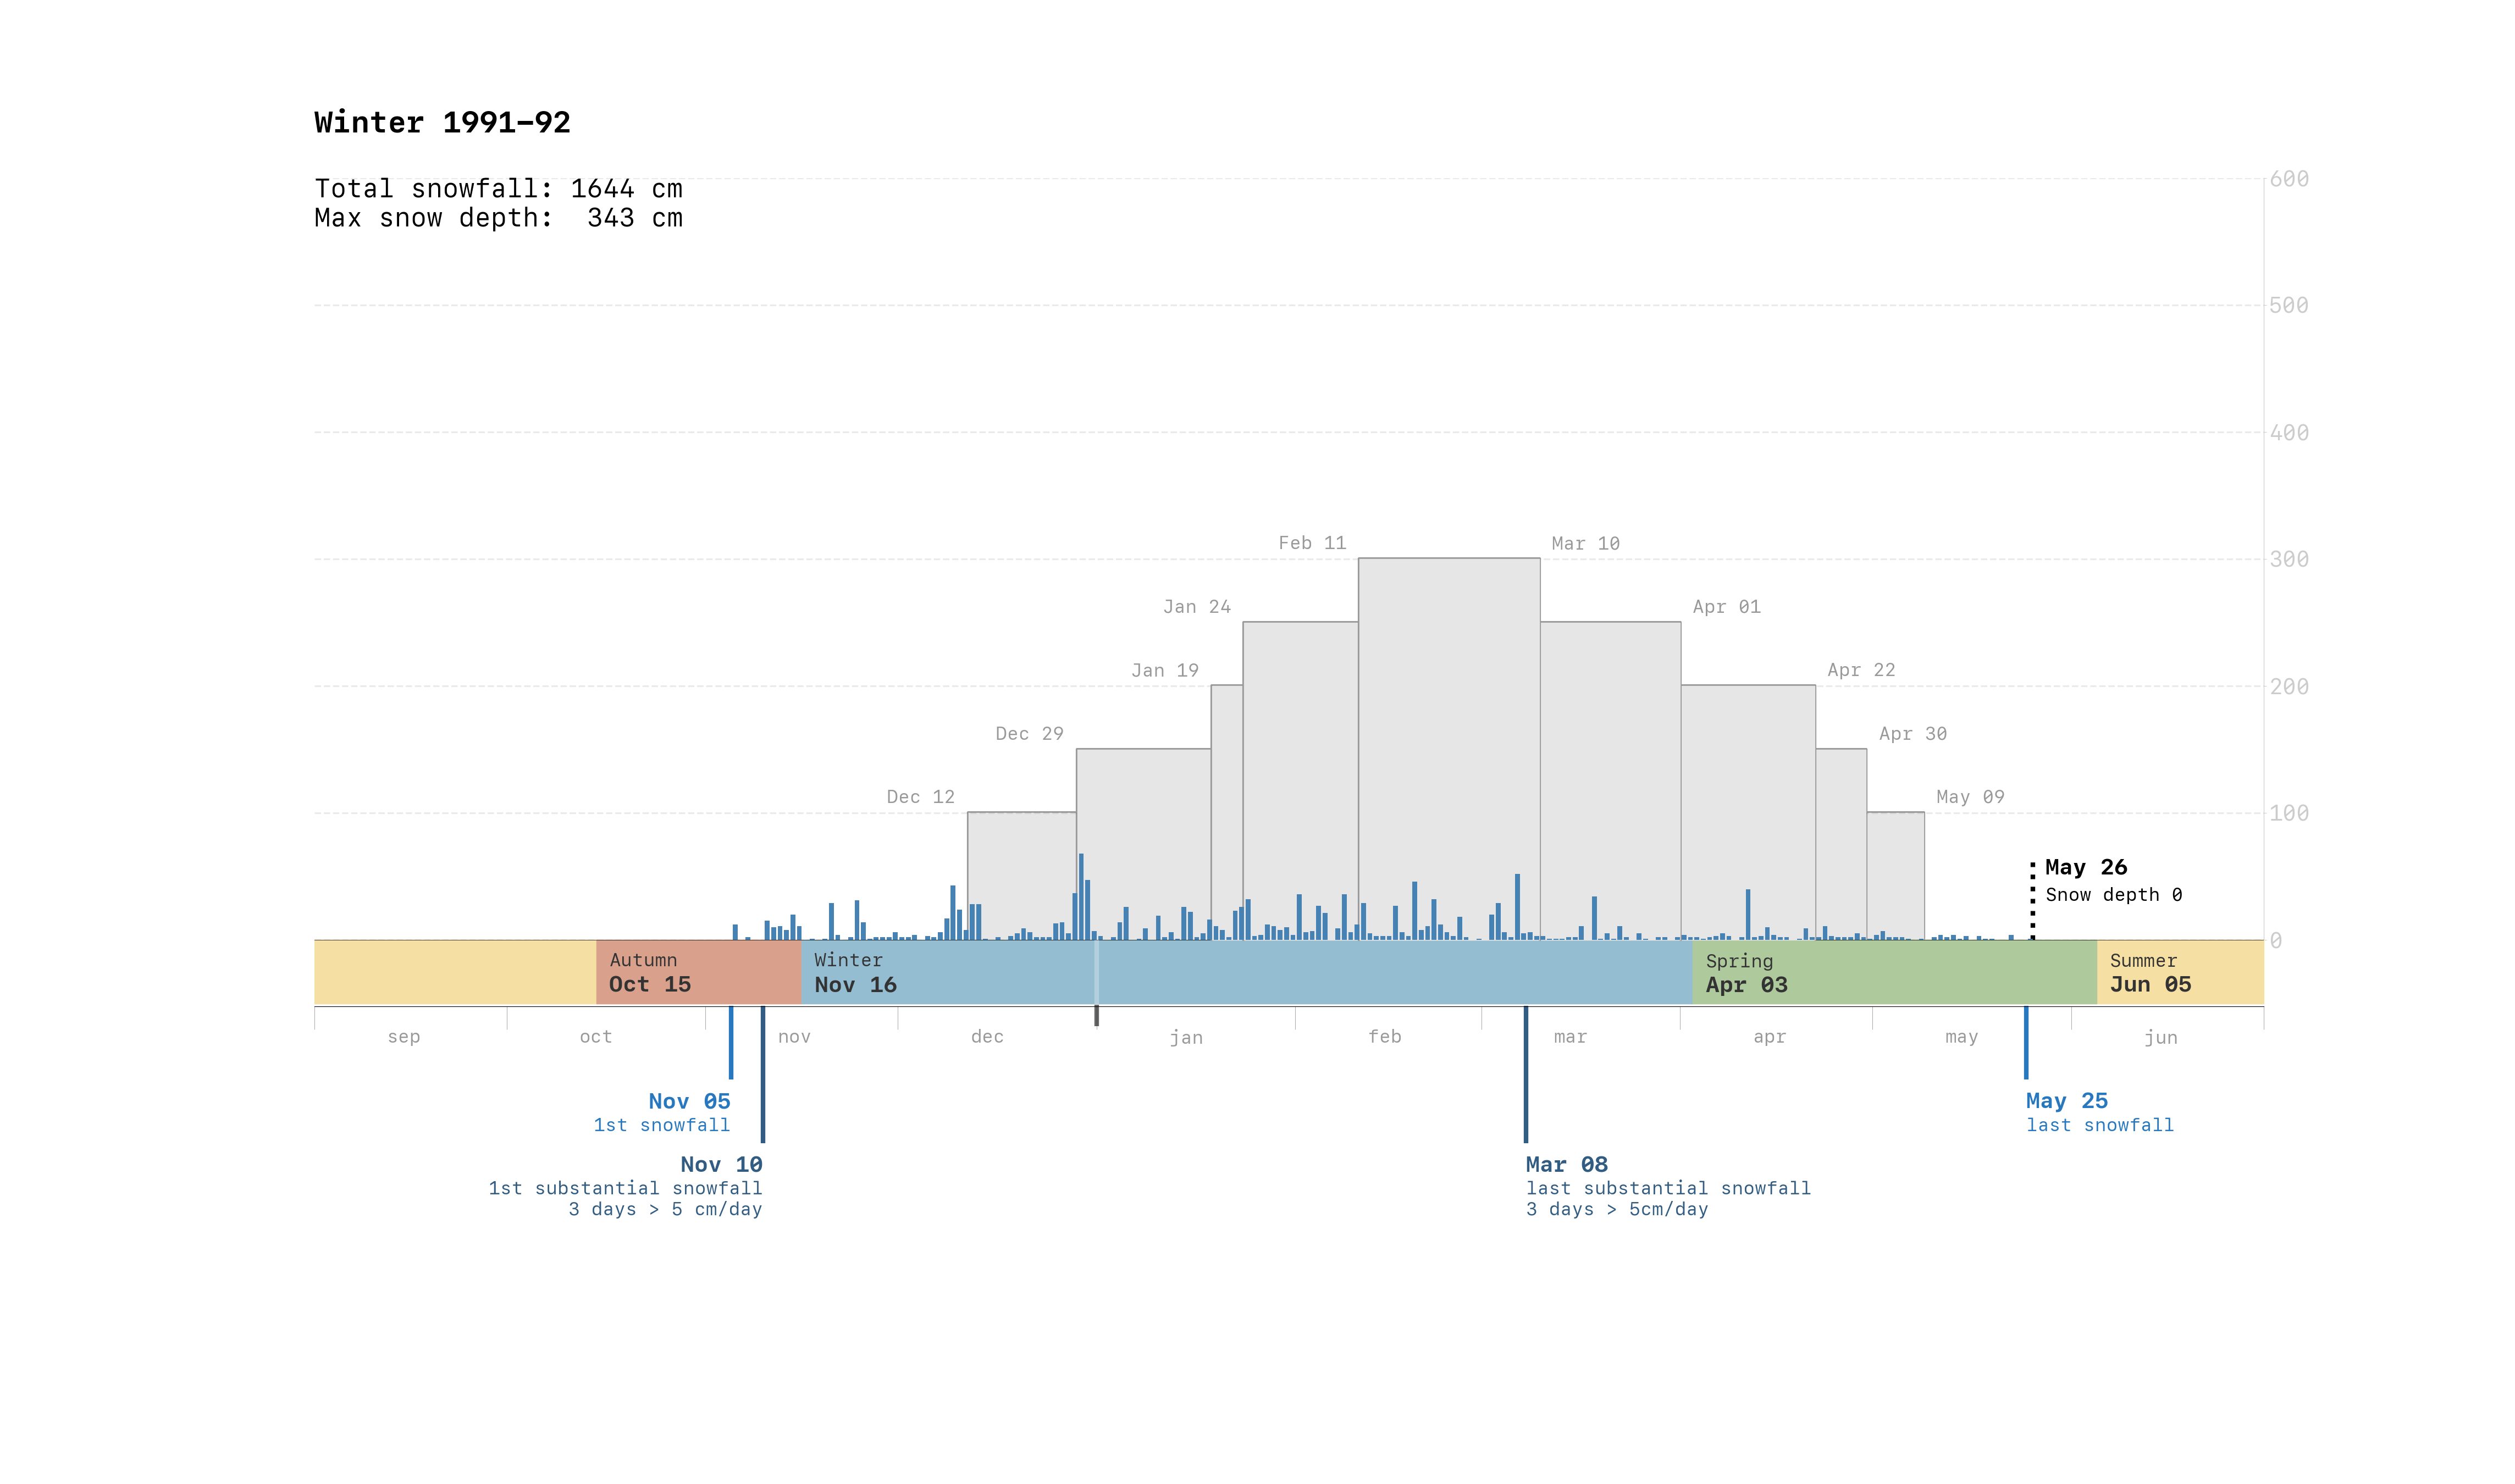 Winter 1991–92
Total snowfall: 1644 cm
Max snow depth:  343 cm
600
500
400
300
200
100
0
Feb 11
Mar 10
Jan 24
Apr 01
Jan 19
Apr 22
Dec 29
Apr 30
Dec 12
May 09
May 26
Snow depth 0
Autumn
Oct 15
Winter
Nov 16
Spring
Apr 03
Summer
Jun 05
sep
oct
nov
dec
jan
feb
mar
apr
may
jun
Nov 05
1st snowfall
Nov 10
1st substantial snowfall
3 days > 5 cm/day
Mar 08
last substantial snowfall
3 days > 5cm/day
May 25
last snowfall